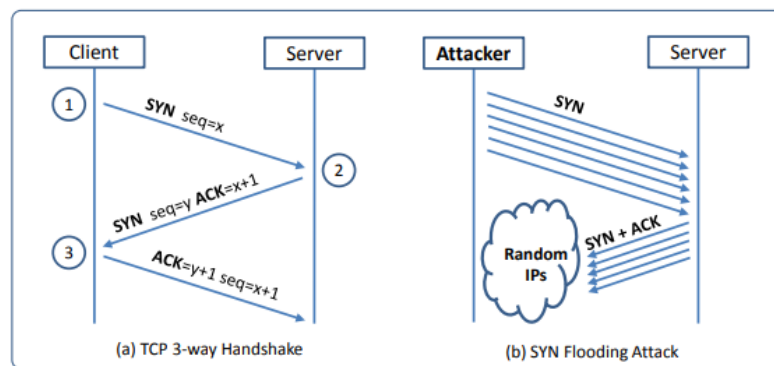 Client
Server
1
SYN seq=x
2
SYN seq=y ACK=x+1
3
ACK=y+1 seq=x+1
(a) TCP 3-way Handshake
Attacker
Server
SYN
SYN + ACK
Random
IPs
(b) SYN Flooding Attack